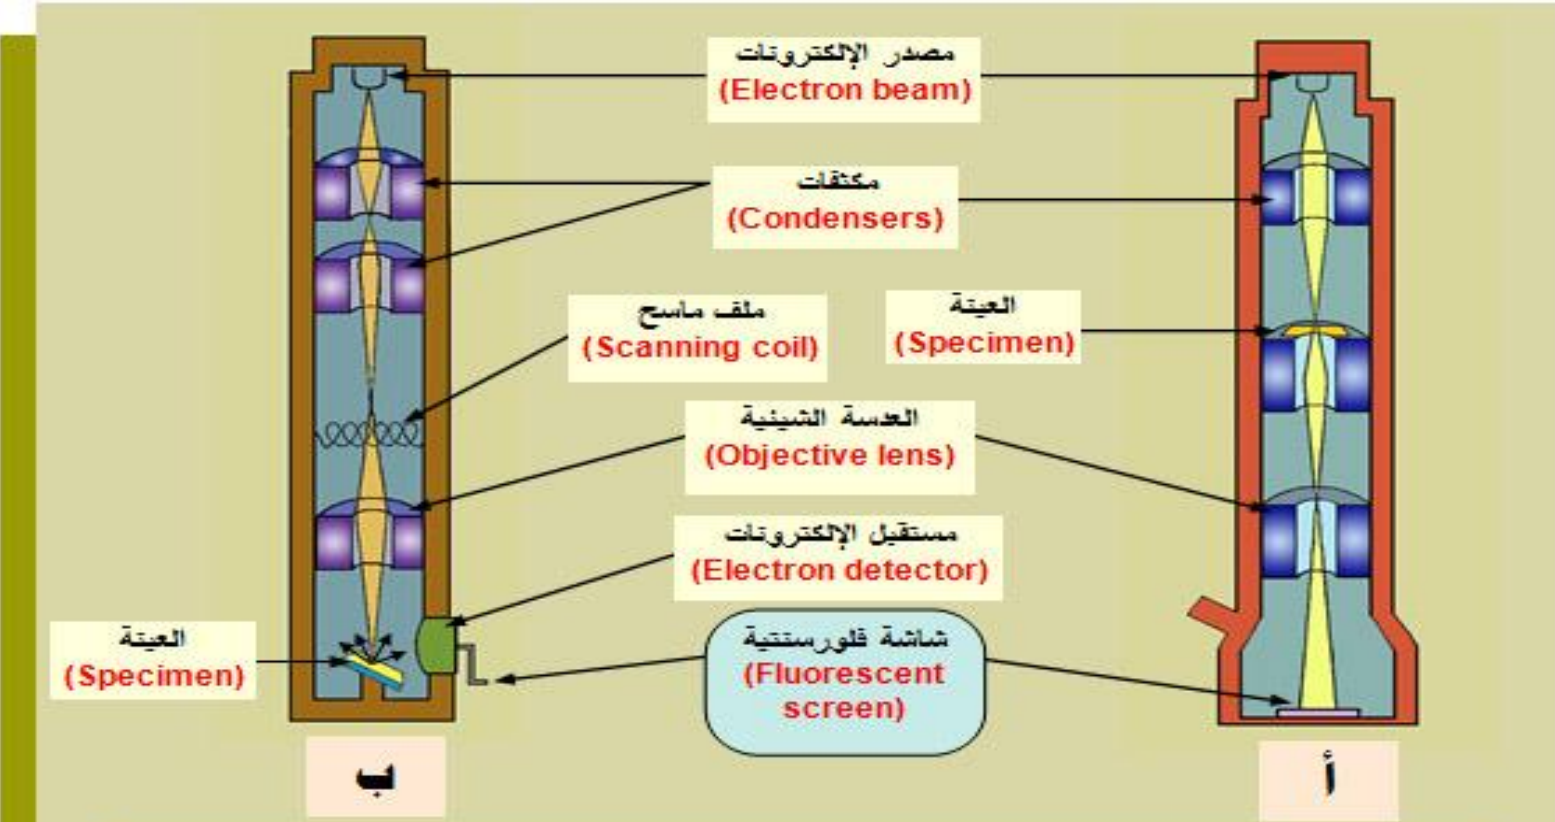 مصدر الإلكترونات
(Electron beam)
مكثفات
(Condensers)
ملف ماسح
(Scanning coil)
العينة
(Specimen)
العدسة الشيئية
(Objective lens)
مستقبل الإلكترونات
(Electron detector)
العينة
(Specimen)
شاشة فلورسنتية
(Fluorescent
screen)
أ
ب